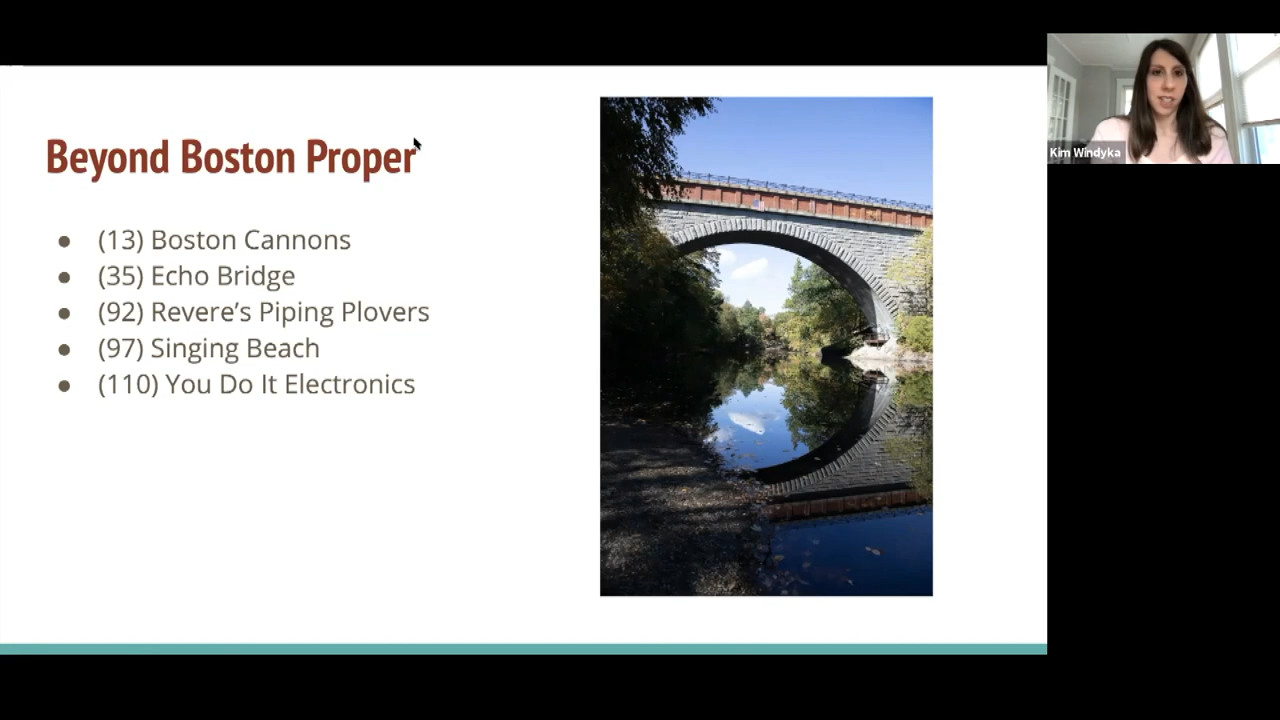 Beyond Boston Proper
● (13) Boston Cannons
● (35) Echo Bridge
● (92) Revere’s Piping Plovers
● (97) Singing Beach
● (110) You Do It Electronics
Kim Windyka